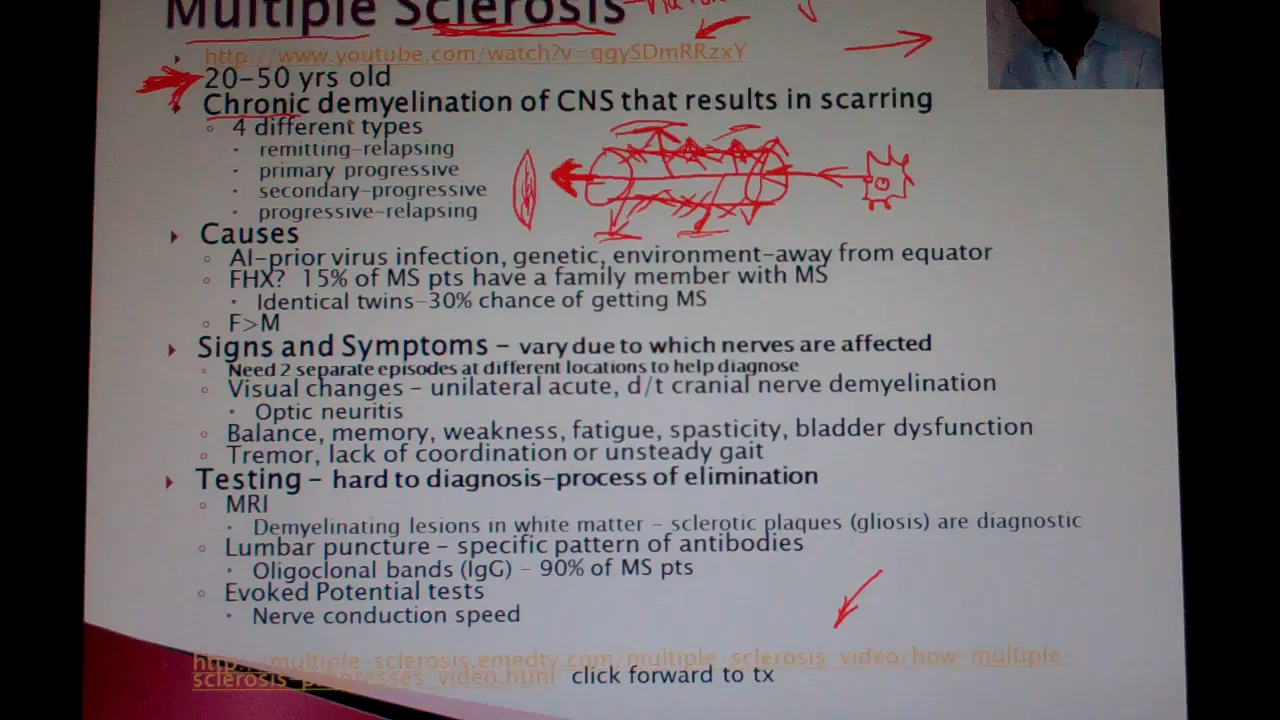 Multiple Sclerosis
http://www.youtube.com/watch?v=qgySDmRRzxY
20-50 yrs old
Chronic demyelination of CNS that results in scarring
4 different types
remitting-relapsing
primary progressive
secondary-progressive
progressive-relapsing
Causes
AI-prior virus infection, genetic, environment-away from equator
FHX? 15% of MS pts have a family member with MS
Identical twins-30% chance of getting MS
F>M
Signs and Symptoms - vary due to which nerves are affected
Need 2 separate episodes at different locations to help diagnose
Visual changes - unilateral acute, d/t cranial nerve demyelination
Optic neuritis
Balance, memory, weakness, fatigue, spasticity, bladder dysfunction
Tremor, lack of coordination or unsteady gait
Testing - hard to diagnosis-process of elimination
MRI
Demyelinating lesions in white matter - sclerotic plaques (gliosis) are diagnostic
Lumbar puncture - specific pattern of antibodies
Oligoclonal bands (IgG) - 90% of MS pts
Evoked Potential tests
Nerve conduction speed
http://multiple-sclerosis.emedtv.com/multiple_sclerosis_video/how_multiple-
sclerosis_progresses_video.html click forward to tx